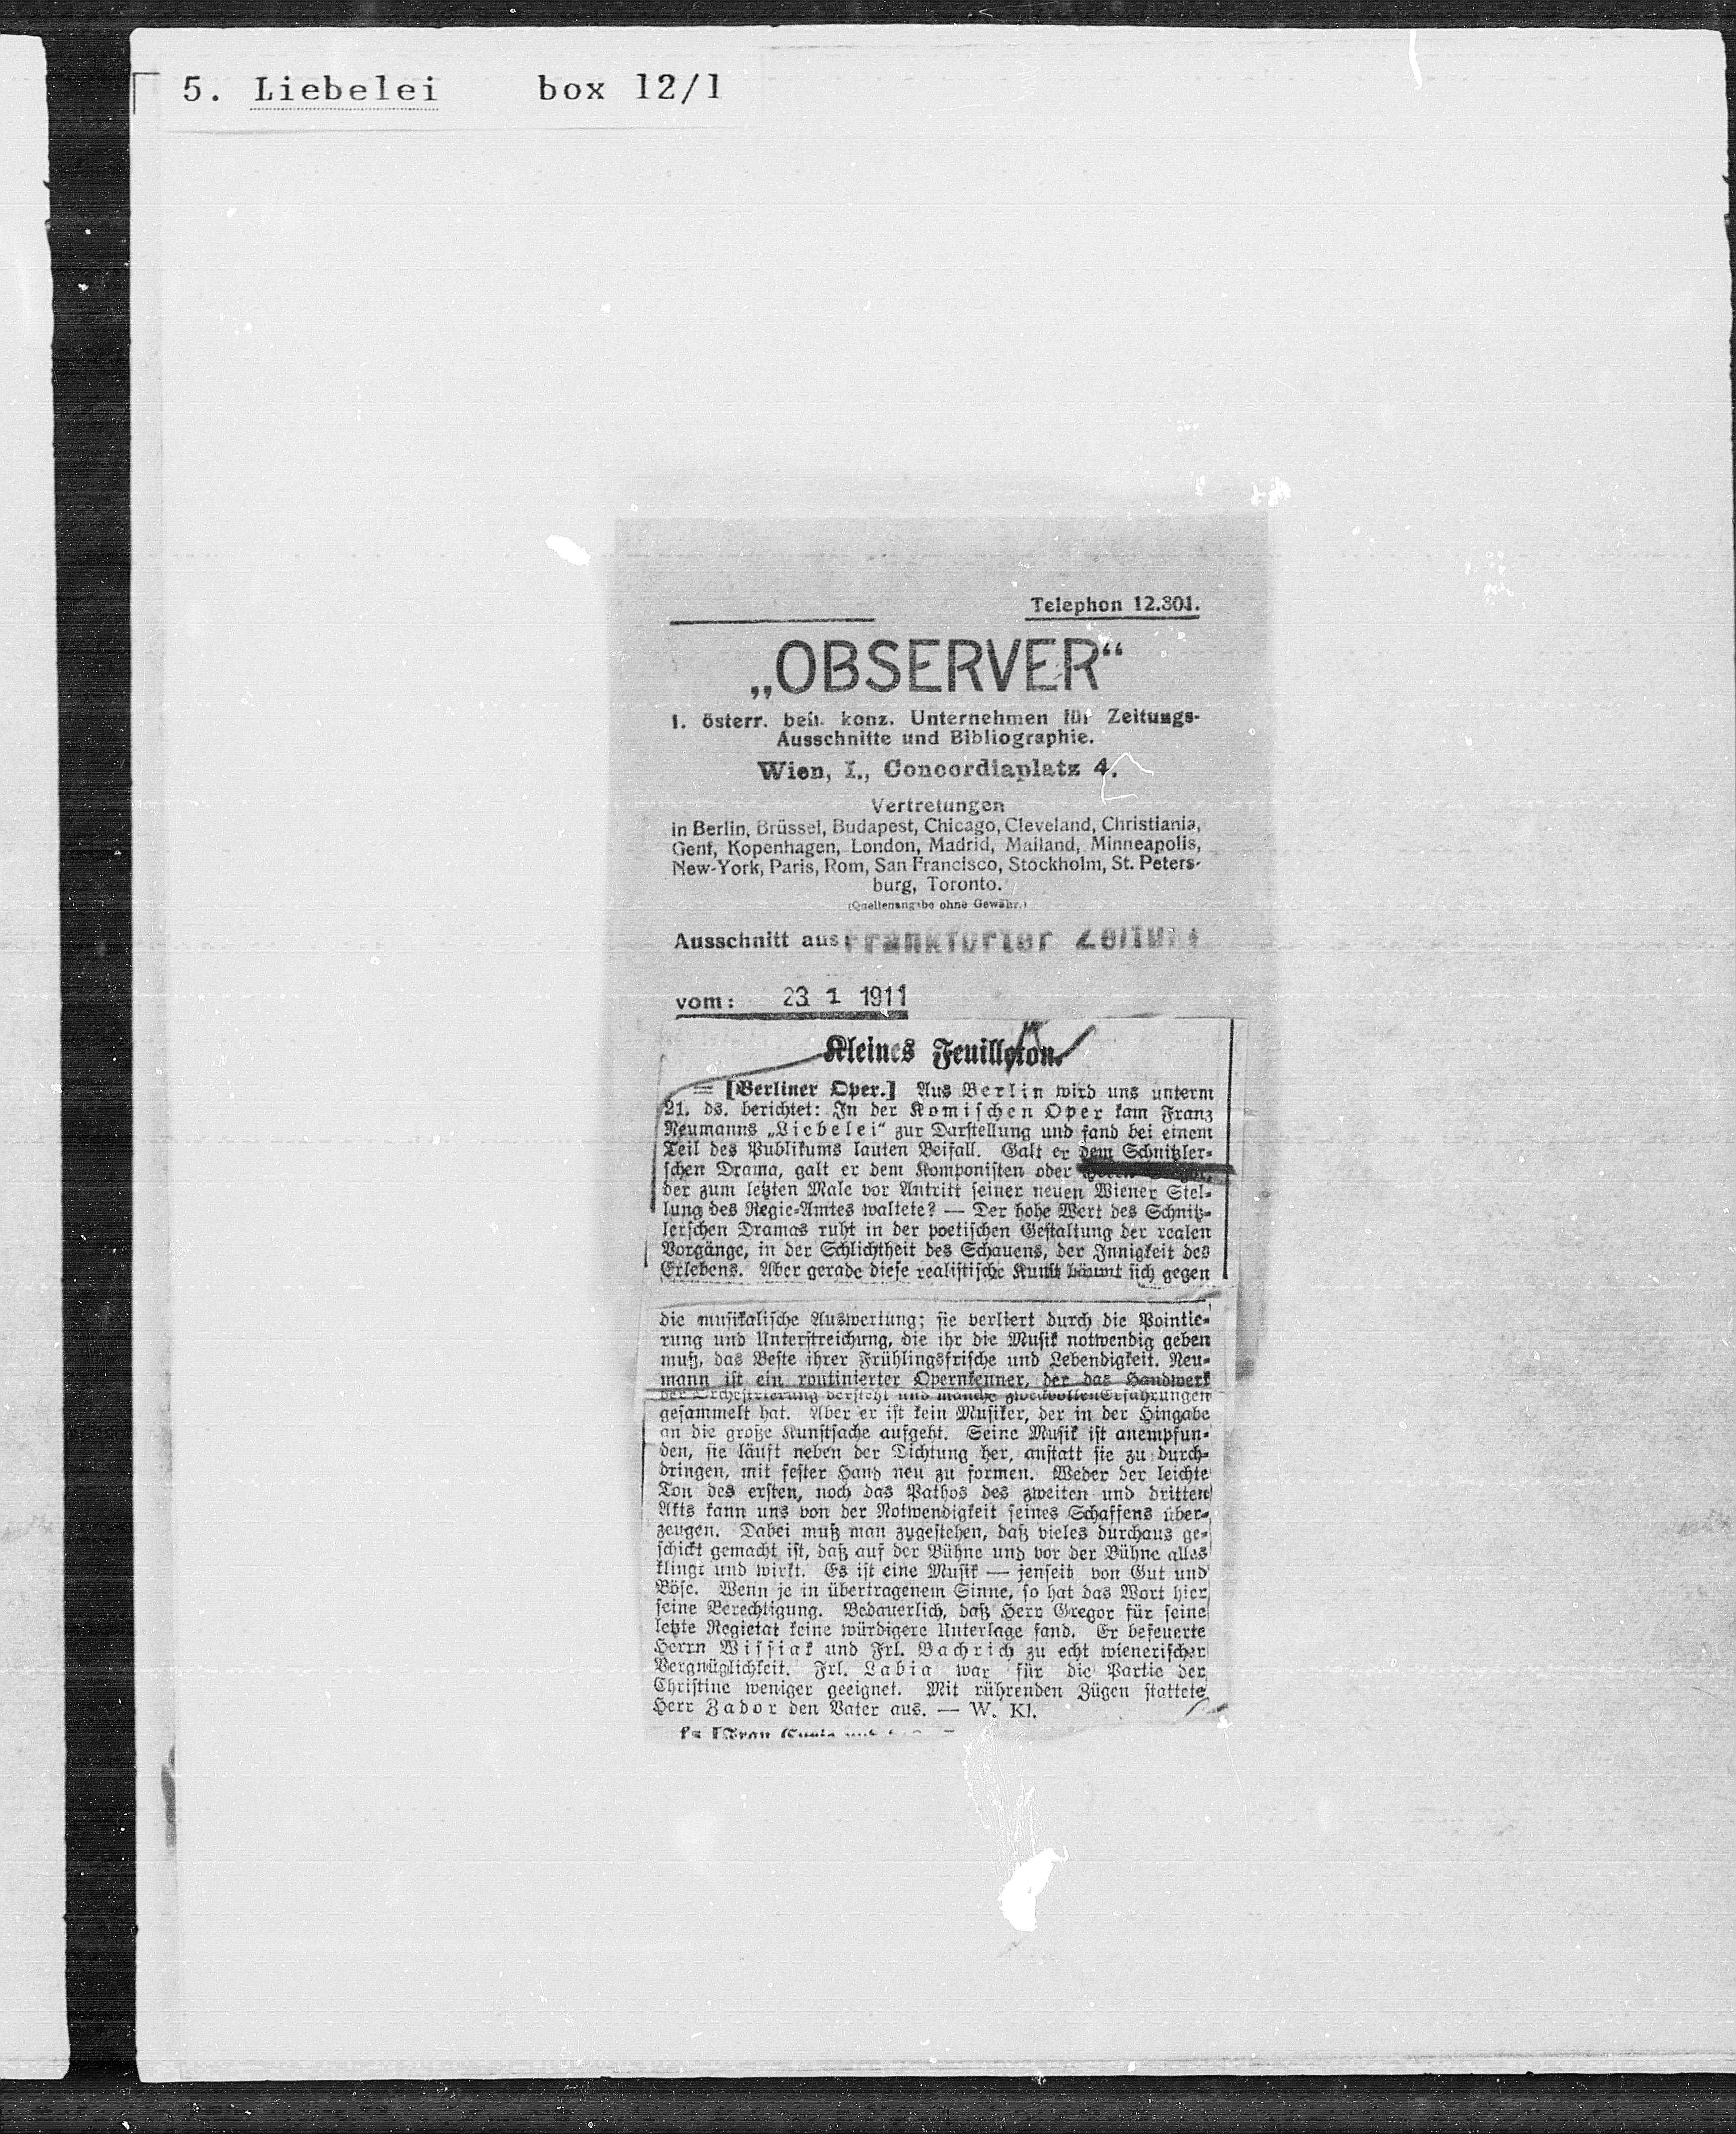 5. Liebelei box 12/1
Telephon 12.801.
„OBSERVER“
I. österr. beh. konz. Unternehmen für Zeitungs-
Ausschnitte und Bibliographie.
Wien, I., Concordiaplatz 4.
Vertretungen
in Berlin, Brüssel, Budapest, Chicago, Cleveland, Christiania,
Genf, Kopenhagen, London, Madrid, Mailand, Minneapolis,
New-York, Paris, Rom, San Francisco, Stockholm, St. Peters-
burg, Toronto.
(Quellenangabe ohne Gewähr.)
Ausschnitt aus: Frankfurter Zeitung
vom: 23 1 1911
Kleines Feuilleton.
= [Berliner Oper.] Aus Berlin wird uns unterm
21. ds. berichtet: In der Komischen Oper kam Franz
Neumanns „Liebelei“ zur Darstellung und fand bei einem
Teil des Publikums lauten Beifall. Galt er dem Schnitzler-
schen Drama, galt er dem Komponisten oder
der zum letzten Male vor Antritt seiner neuen Wiener Stel-
lung des Regie-Amtes waltete? — Der hohe Wert des Schnitz-
lerschen Dramas ruht in der poetischen Gestaltung der realen
Vorgänge, in der Schlichtheit des Schauens, der Innigkeit des
Erlebens. Aber gerade diese realistische Kunst bäumt sich gegen
die musikalische Auswertung; sie verliert durch die Pointie-
rung und Unterstreichung, die ihr die Musik notwendig geben
muß, das Beste ihrer Frühlingsfrische und Lebendigkeit. Neu-
mann ist ein routinierter Opernkenner, der das Handwerk
der Orchestrierung versteht und manche zweckvollen Erfahrungen
gesammelt hat. Aber er ist kein Musiker, der in der Hingabe
an die große Kunstsache aufgeht. Seine Musik ist anempfun-
den, sie läuft neben der Dichtung her, anstatt sie zu durch-
dringen, mit fester Hand neu zu formen. Weder der leichte
Ton des ersten, noch das Pathos des zweiten und dritten
Akts kann uns von der Notwendigkeit seines Schaffens über-
zeugen. Dabei muß man zugestehen, daß vieles durchaus ge-
schickt gemacht ist, daß auf der Bühne und vor der Bühne alles
klingt und wirkt. Es ist eine Musik — jenseits von Gut und
Böse. Wenn je in übertragenem Sinne, so hat das Wort hier
seine Berechtigung. Bedauerlich, daß Herr Gregor für seine
letzte Regietat keine würdigere Unterlage fand. Er befeuerte
Herrn Wissiak und Frl. Bachrich zu echt wienerischer
Vergnüglichkeit. Frl. Labia war für die Partie der
Christine weniger geeignet. Mit rührenden Zügen stattete
Herr Zador den Vater aus. — W. Kl.